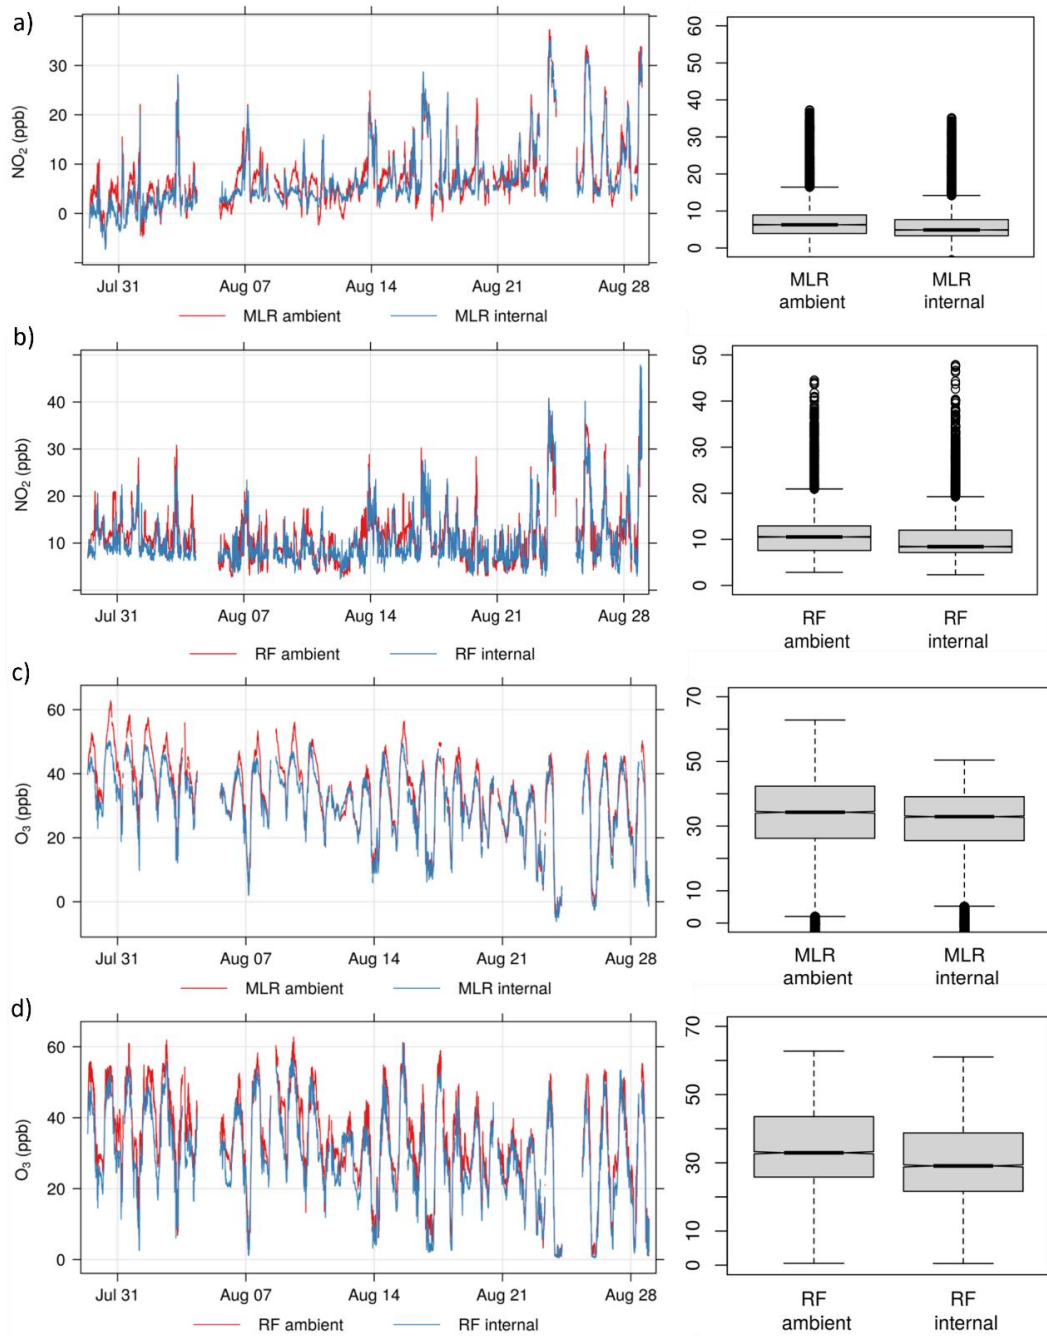 a)
NO₂ (ppb)
30
20
10
0
Jul 31 Aug 07 Aug 14 Aug 21 Aug 28
MLR ambient MLR internal
60
50
40
30
20
10
0
MLR ambient
MLR internal
b)
NO₂ (ppb)
40
30
20
10
Jul 31 Aug 07 Aug 14 Aug 21 Aug 28
RF ambient RF internal
50
40
30
20
10
0
RF ambient
RF internal
c)
O₃ (ppb)
60
40
20
0
Jul 31 Aug 07 Aug 14 Aug 21 Aug 28
MLR ambient MLR internal
70
50
30
10
0
MLR ambient
MLR internal
d)
O₃ (ppb)
60
40
20
0
Jul 31 Aug 07 Aug 14 Aug 21 Aug 28
RF ambient RF internal
70
50
30
10
0
RF ambient
RF internal